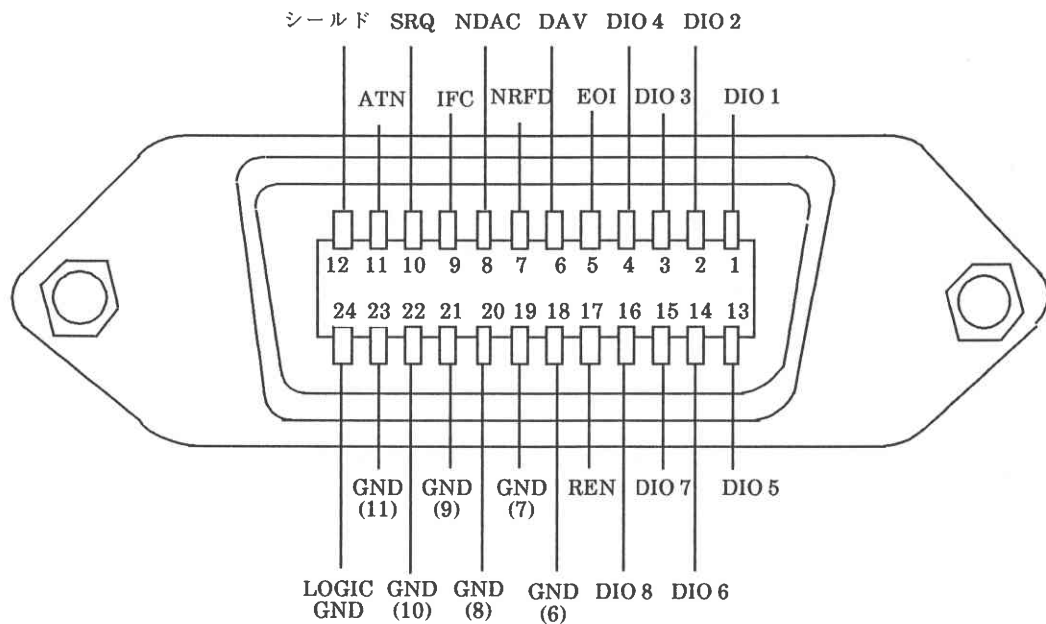 シールド SRQ NDAC DAV DIO 4 DIO 2
ATN IFC NRFD EOI DIO 3 DIO 1
12 11 10 9 8 7 6 5 4 3 2 1
24 23 22 21 20 19 18 17 16 15 14 13
GND GND GND REN DIO 7 DIO 5
(11) (9) (7)
LOGIC GND GND GND DIO 8 DIO 6
GND (10) (8) (6)